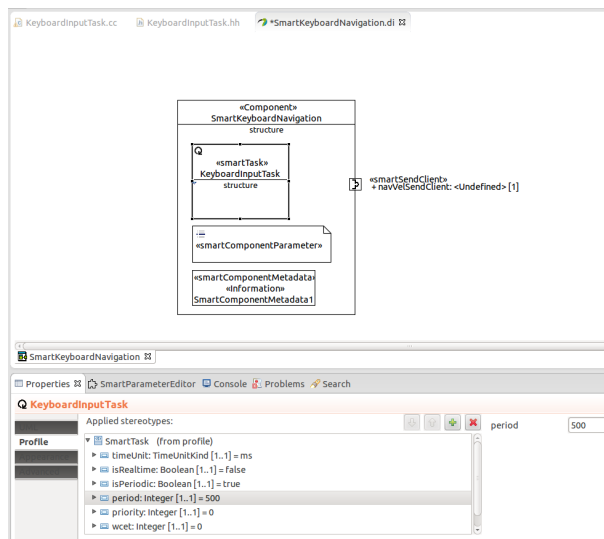 KeyboardInputTask.cc KeyboardInputTask.hh *SmartKeyboardNavigation.di
«Component»
SmartKeyboardNavigation
structure
«smartTask»
KeyboardInputTask
structure
«smartSendClient»
+ navVelSendClient: <Undefined> [1]
«smartComponentParameter»
«smartComponentMetadata»
«Information»
SmartComponentMetadata1
SmartKeyboardNavigation
Properties SmartParameterEditor Console Problems Search
KeyboardInputTask
Applied stereotypes:
period 500
Profile
SmartTask (from profile)
timeUnit: TimeUnitKind [1..1] = ms
isRealtime: Boolean [1..1] = false
isPeriodic: Boolean [1..1] = true
period: Integer [1..1] = 500
priority: Integer [1..1] = 0
wcet: Integer [1..1] = 0